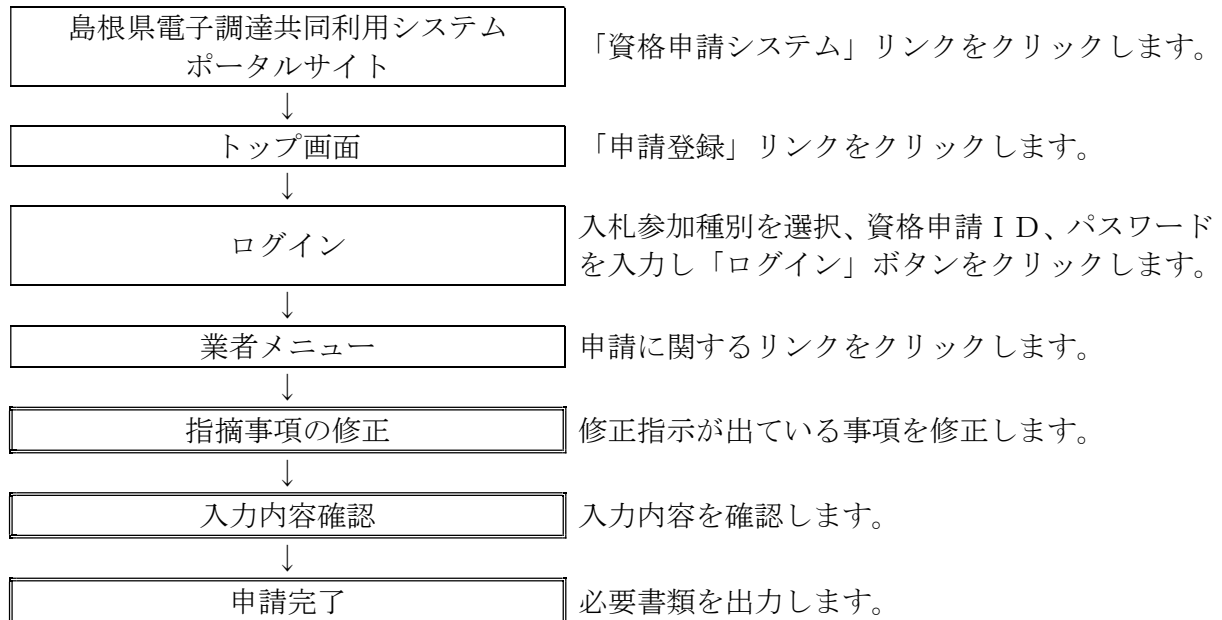 島根県電子調達共同利用システム
ポータルサイト
「資格申請システム」リンクをクリックします。
↓
トップ画面
「申請登録」リンクをクリックします。
↓
ログイン
入札参加種別を選択、資格申請ＩＤ、パスワード
を入力し「ログイン」ボタンをクリックします。
↓
業者メニュー
申請に関するリンクをクリックします。
↓
指摘事項の修正
修正指示が出ている事項を修正します。
↓
入力内容確認
入力内容を確認します。
↓
申請完了
必要書類を出力します。